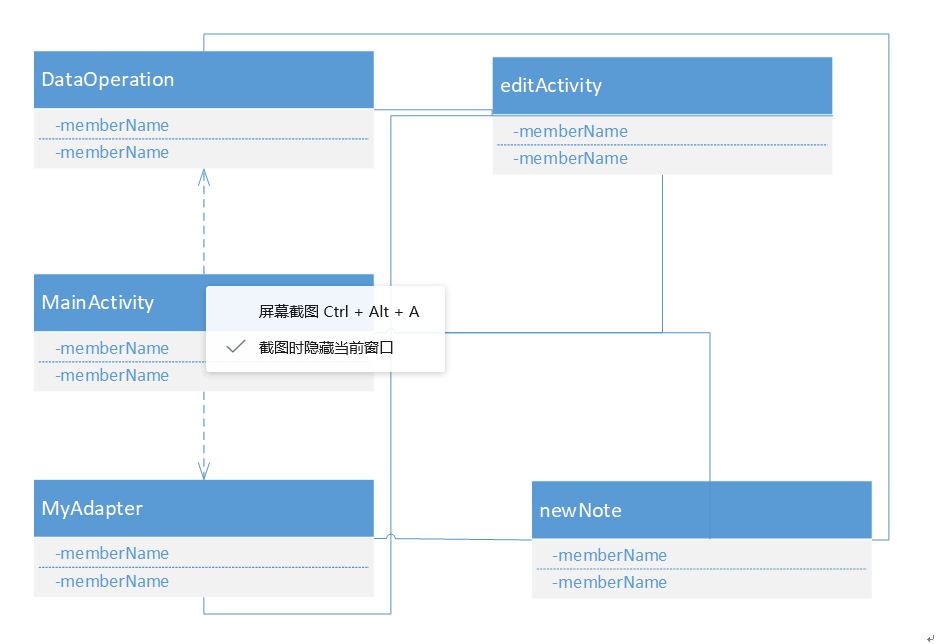 DataOperation
-memberName
-memberName
editActivity
-memberName
-memberName
MainActivity
-memberName
-memberName
屏幕截图 Ctrl + Alt + A
截图时隐藏当前窗口
MyAdapter
-memberName
-memberName
newNote
-memberName
-memberName